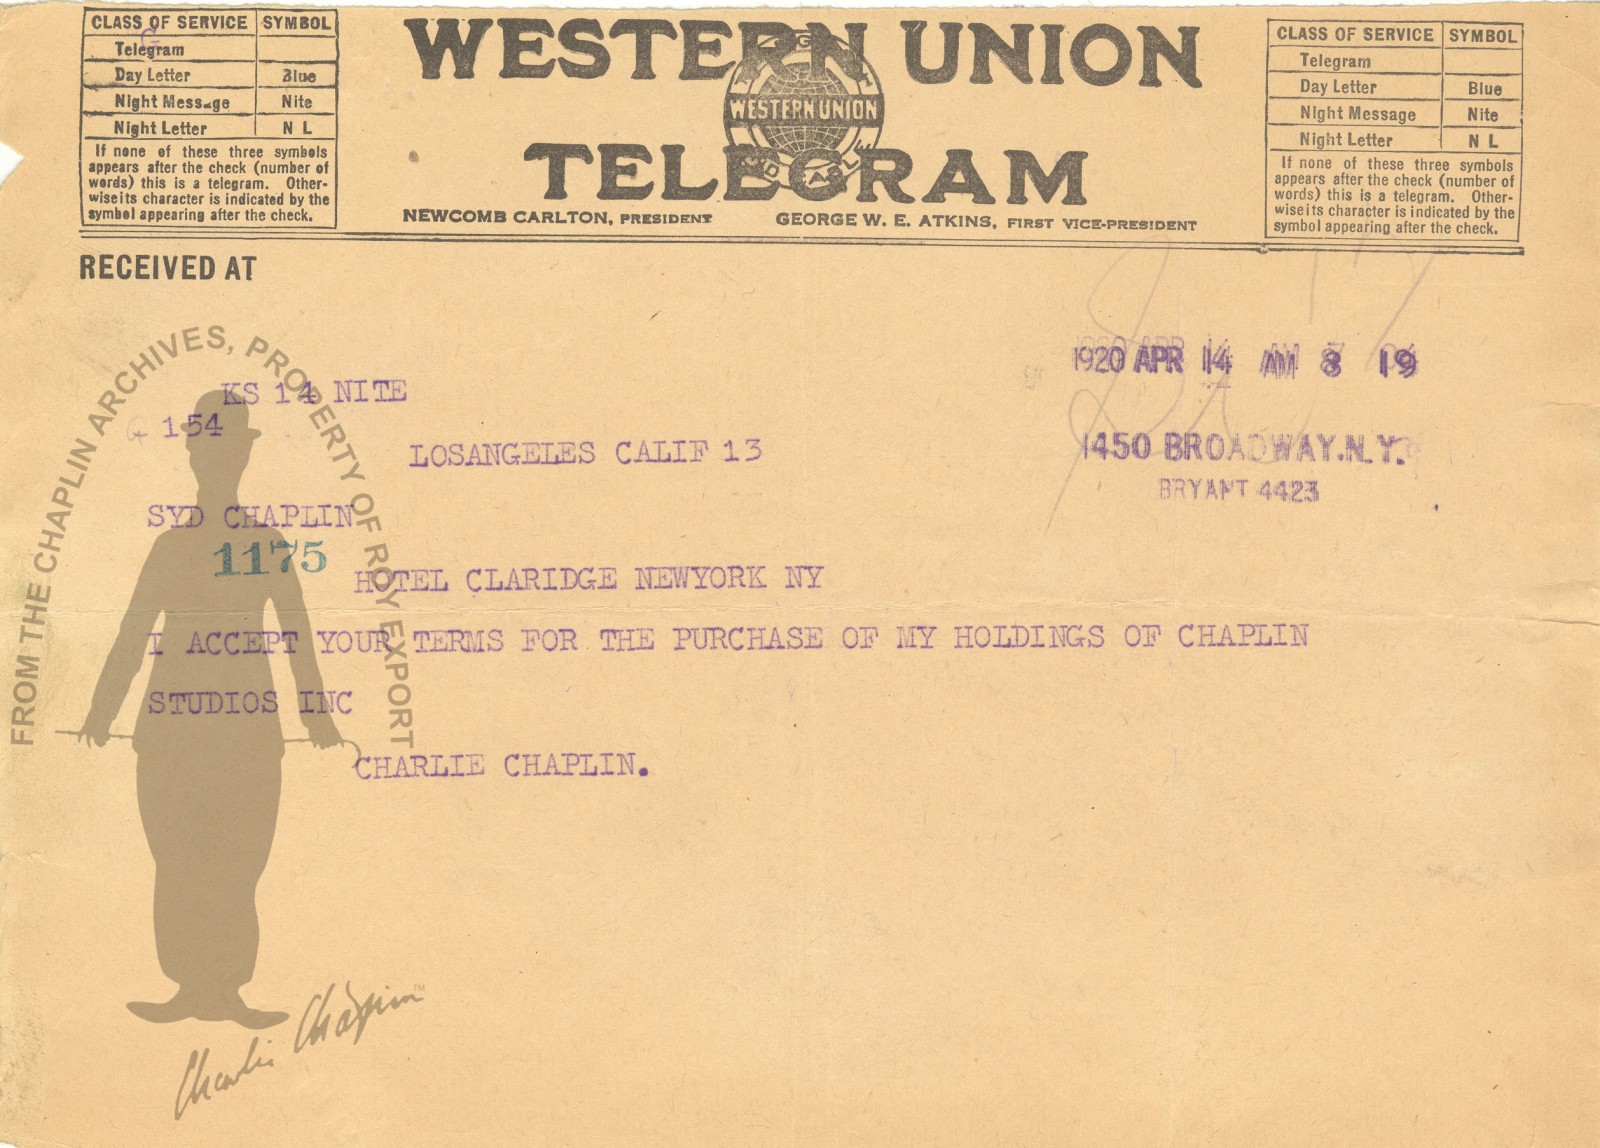 CLASS OF SERVICE SYMBOL
Telegram
Day Letter Blue
Night Message Nite
Night Letter N L
If none of these three symbols
appears after the check (number of
words) this is a telegram. Other-
wise its character is indicated by the
symbol appearing after the check.
WESTERN UNION
WESTERN UNION
TELEGRAM
NEWCOMB CARLTON, PRESIDENT GEORGE W. E. ATKINS, FIRST VICE-PRESIDENT
CLASS OF SERVICE SYMBOL
Telegram
Day Letter Blue
Night Message Nite
Night Letter N L
If none of these three symbols
appears after the check (number of
words) this is a telegram. Other-
wise its character is indicated by the
symbol appearing after the check.
RECEIVED AT
1920 APR 14 AM 8 19
KS 14 NITE
G 154
LOSANGELES CALIF 13
1450 BROADWAY.N.Y.
BRYANT 4423
SYD CHAPLIN
1175
HOTEL CLARIDGE NEWYORK NY
I ACCEPT YOUR TERMS FOR THE PURCHASE OF MY HOLDINGS OF CHAPLIN
STUDIOS INC
CHARLIE CHAPLIN.
FROM THE CHAPLIN ARCHIVES, PROPERTY OF ROY EXPORT
Charlie Chaplin™